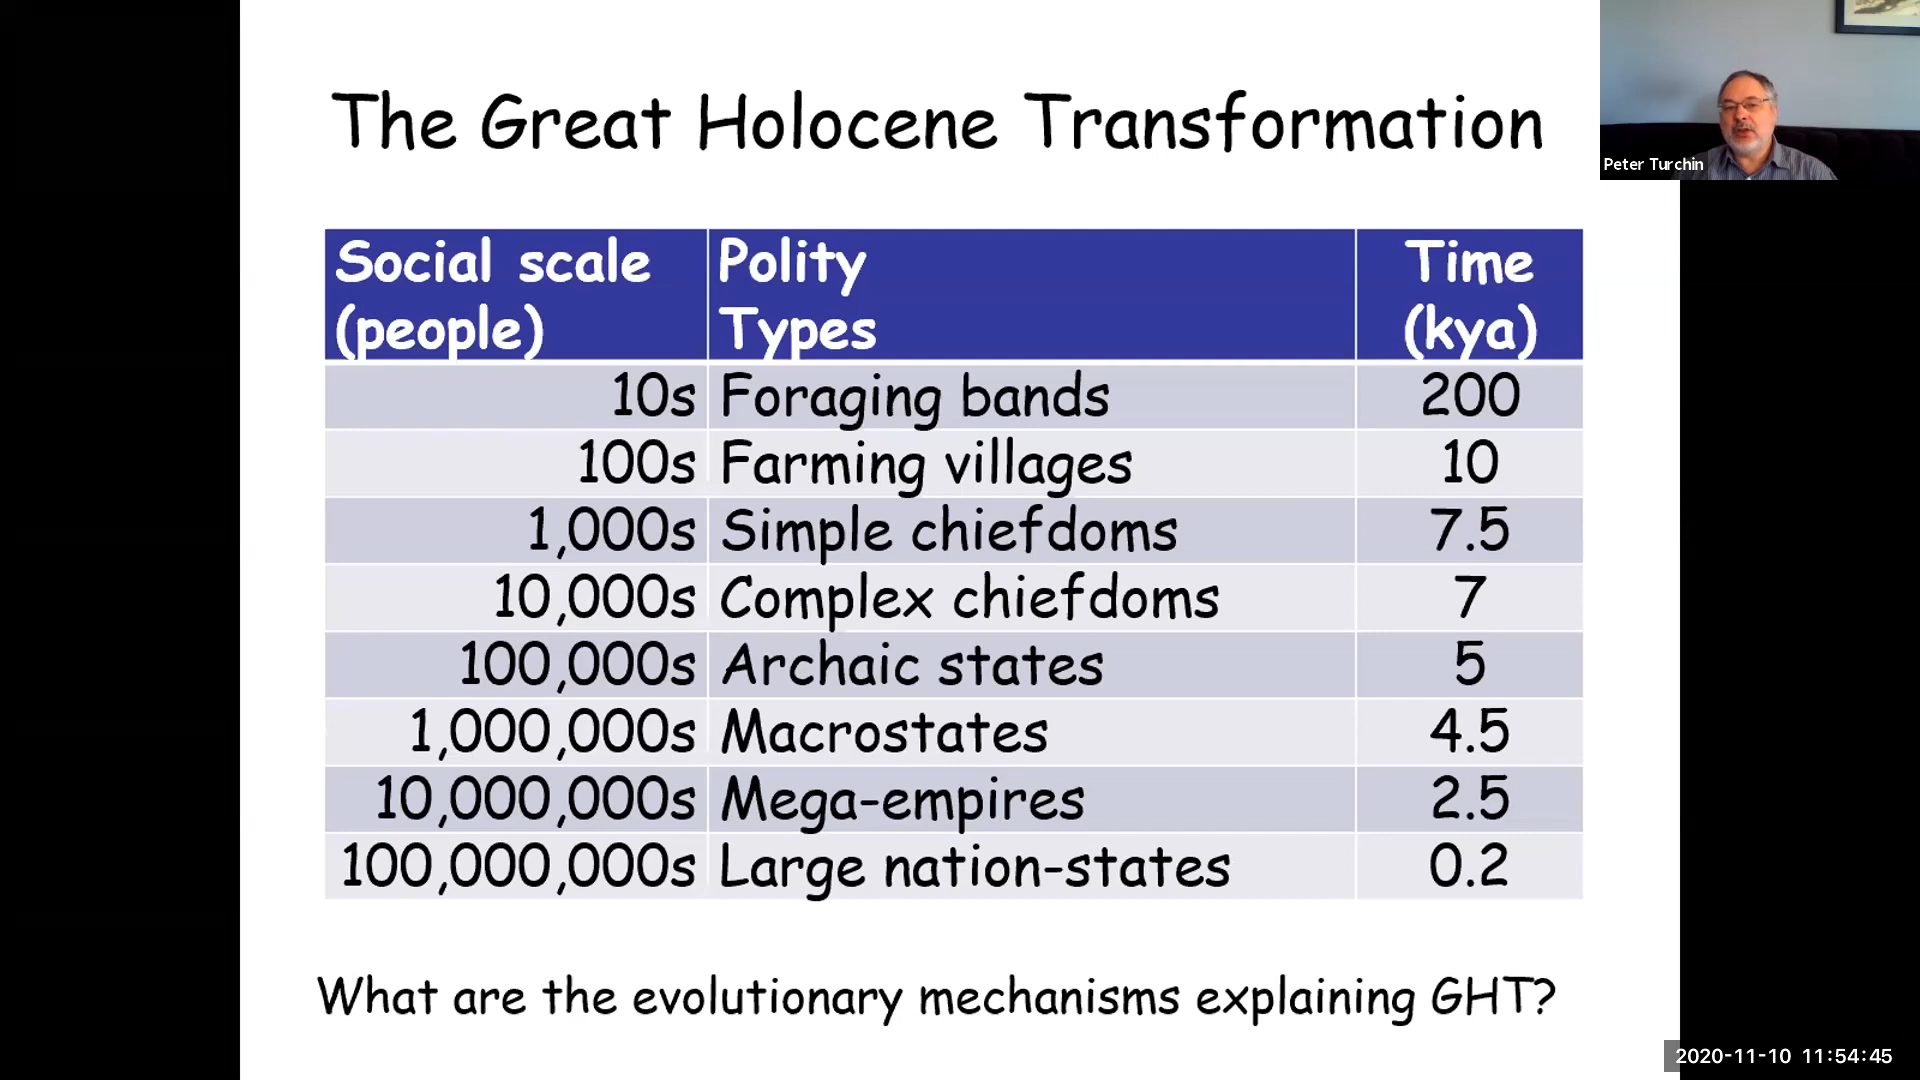 The Great Holocene Transformation
Peter Turchin
Social scale (people) Polity Types Time (kya)
10s Foraging bands 200
100s Farming villages 10
1,000s Simple chiefdoms 7.5
10,000s Complex chiefdoms 7
100,000s Archaic states 5
1,000,000s Macrostates 4.5
10,000,000s Mega-empires 2.5
100,000,000s Large nation-states 0.2
What are the evolutionary mechanisms explaining GHT?
2020-11-10 11:54:45